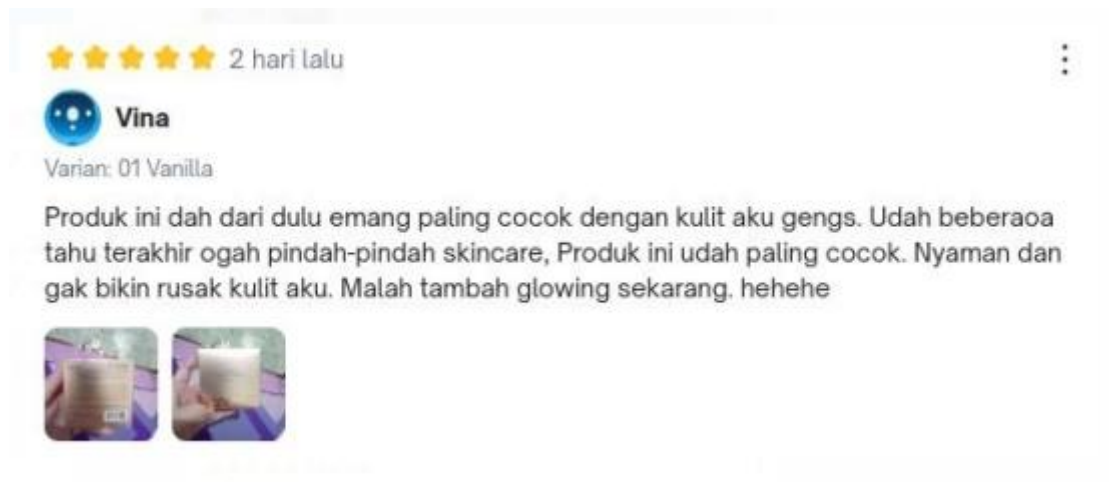 2 hari lalu
Vina
Varian: 01 Vanilla
Produk ini dah dari dulu emang paling cocok dengan kulit aku gengs. Udah beberaoa
tahu terakhir ogah pindah-pindah skincare, Produk ini udah paling cocok. Nyaman dan
gak bikin rusak kulit aku. Malah tambah glowing sekarang. hehehe